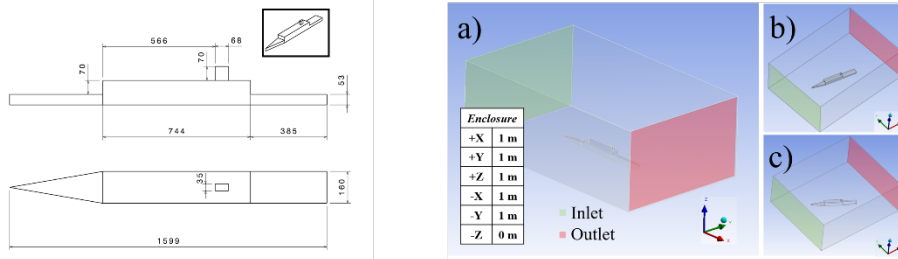 566
68
70
70
53
744
385
35
160
1599
a)
Enclosure
+X 1 m
+Y 1 m
+Z 1 m
-X 1 m
-Y 1 m
-Z 0 m
Inlet
Outlet
Z
b)
c)